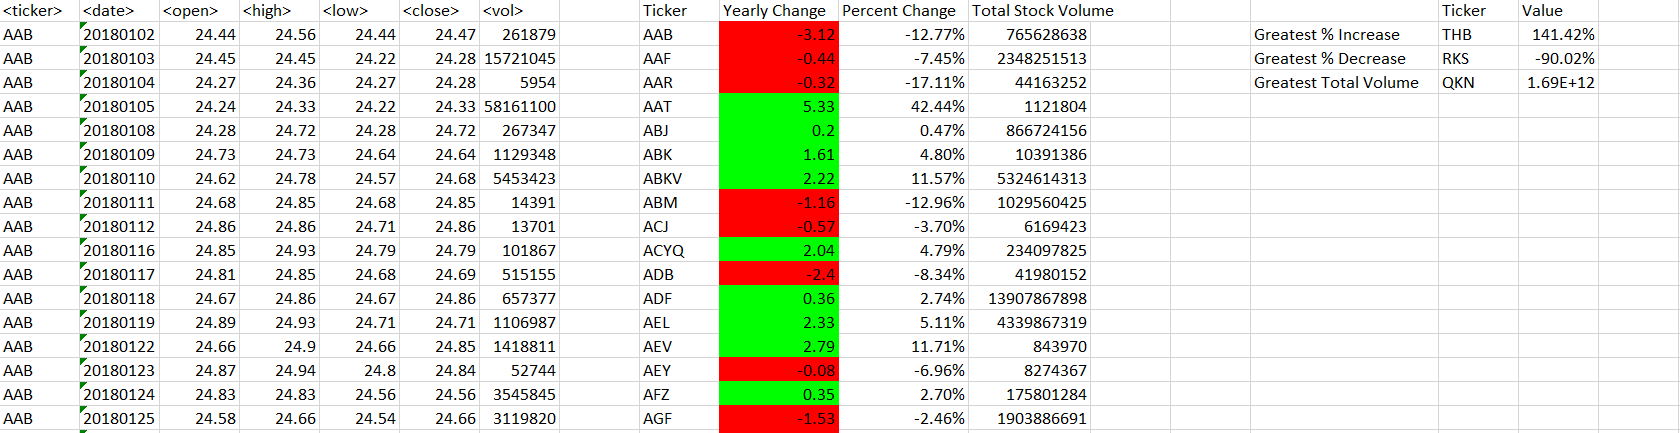 <ticker> <date> <open> <high> <low> <close> <vol> Ticker Yearly Change Percent Change Total Stock Volume Ticker Value
AAB 20180102 24.44 24.56 24.44 24.47 261879 AAB -3.12 -12.77% 765628638 Greatest % Increase THB 141.42%
AAB 20180103 24.45 24.45 24.22 24.28 15721045 AAF -0.44 -7.45% 2348251513 Greatest % Decrease RKS -90.02%
AAB 20180104 24.27 24.36 24.27 24.28 5954 AAR -0.32 -17.11% 44163252 Greatest Total Volume QKN 1.69E+12
AAB 20180105 24.24 24.33 24.22 24.33 58161100 AAT 5.33 42.44% 1121804
AAB 20180108 24.28 24.72 24.28 24.72 267347 ABJ 0.2 0.47% 866724156
AAB 20180109 24.73 24.73 24.64 24.64 1129348 ABK 1.61 4.80% 10391386
AAB 20180110 24.62 24.78 24.57 24.68 5453423 ABKV 2.22 11.57% 5324614313
AAB 20180111 24.68 24.85 24.68 24.85 14391 ABM -1.16 -12.96% 1029560425
AAB 20180112 24.86 24.86 24.71 24.86 13701 ACJ -0.57 -3.70% 6169423
AAB 20180116 24.85 24.93 24.79 24.79 101867 ACYQ 2.04 4.79% 234097825
AAB 20180117 24.81 24.85 24.68 24.69 515155 ADB -2.4 -8.34% 41980152
AAB 20180118 24.67 24.86 24.67 24.86 657377 ADF 0.36 2.74% 13907867898
AAB 20180119 24.89 24.93 24.71 24.71 1106987 AEL 2.33 5.11% 4339867319
AAB 20180122 24.66 24.9 24.66 24.85 1418811 AEV 2.79 11.71% 843970
AAB 20180123 24.87 24.94 24.8 24.84 52744 AEY -0.08 -6.96% 8274367
AAB 20180124 24.83 24.83 24.56 24.56 3545845 AFZ 0.35 2.70% 175801284
AAB 20180125 24.58 24.66 24.54 24.66 3119820 AGF -1.53 -2.46% 1903886691